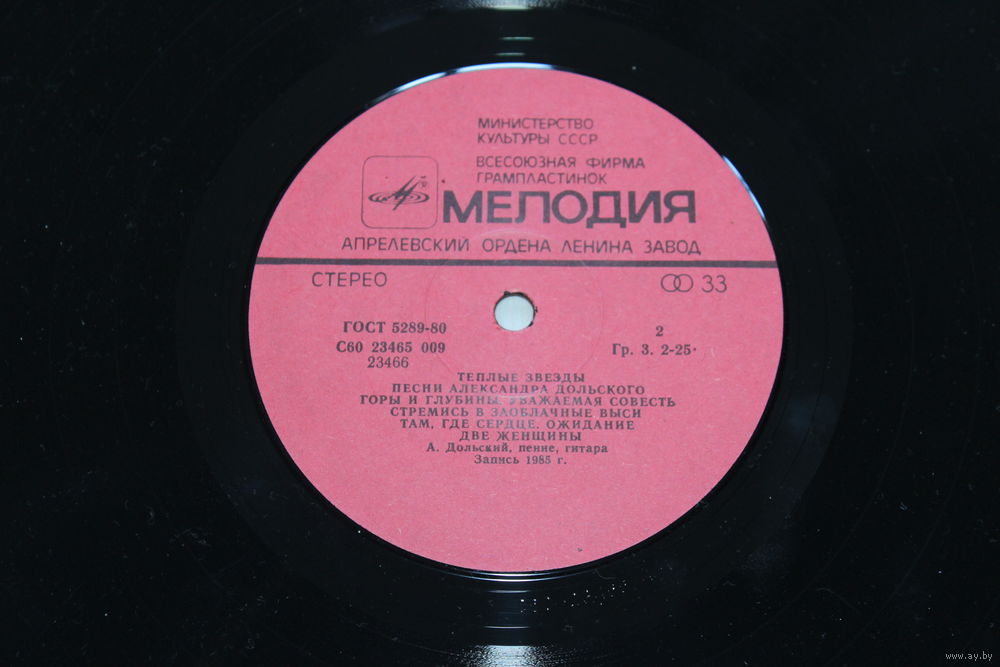 МИНИСТЕРСТВО
КУЛЬТУРЫ СССР
ВСЕСОЮЗНАЯ ФИРМА
ГРАМПЛАСТИНОК
МЕЛОДИЯ
АПРЕЛЕВСКИЙ ОРДЕНА ЛЕНИНА ЗАВОД
СТЕРЕО 33
ГОСТ 5289-80 2
С60 23465 009 Гр. 3. 2-25·
23466
ТЕПЛЫЕ ЗВЕЗДЫ
ПЕСНИ АЛЕКСАНДРА ДОЛЬСКОГО
ГОРЫ И ГЛУБИНЫ. УВАЖАЕМАЯ СОВЕСТЬ
СТРЕМИСЬ В ЗАОБЛАЧНЫЕ ВЫСИ
ТАМ, ГДЕ СЕРДЦЕ. ОЖИДАНИЕ
ДВЕ ЖЕНЩИНЫ
А. Дольский, пение, гитара
Запись 1985 г.
www.ay.by